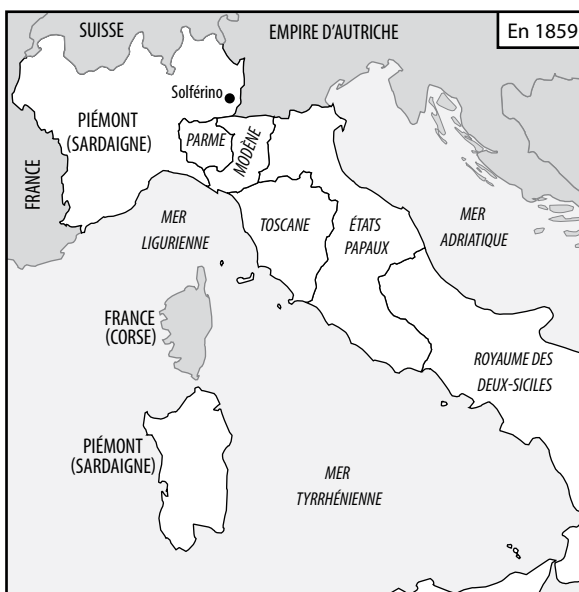 SUISSE
EMPIRE D'AUTRICHE
En 1859
Solférino
PIÉMONT
(SARDAIGNE)
PARME
MODÈNE
FRANCE
MER
LIGURIENNE
TOSCANE
ÉTATS
PAPAUX
MER
ADRIATIQUE
FRANCE
(CORSE)
ROYAUME DES
DEUX-SICILES
PIÉMONT
(SARDAIGNE)
MER
TYRRHÉNIENNE